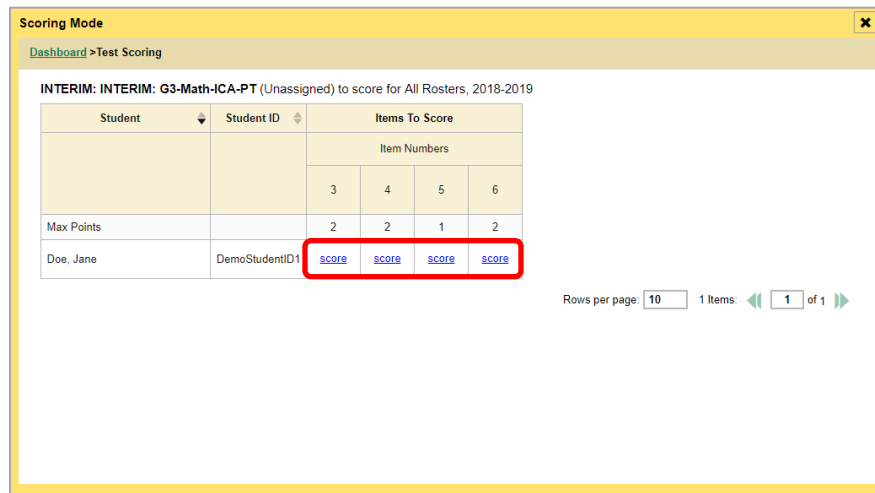 Scoring Mode
Dashboard >Test Scoring
INTERIM: INTERIM: G3-Math-ICA-PT (Unassigned) to score for All Rosters, 2018-2019
Student Student ID Items To Score
Item Numbers
3 4 5 6
Max Points 2 2 1 2
Doe, Jane DemoStudentID1 score score score score
Rows per page: 10 1 Items: 1 of 1